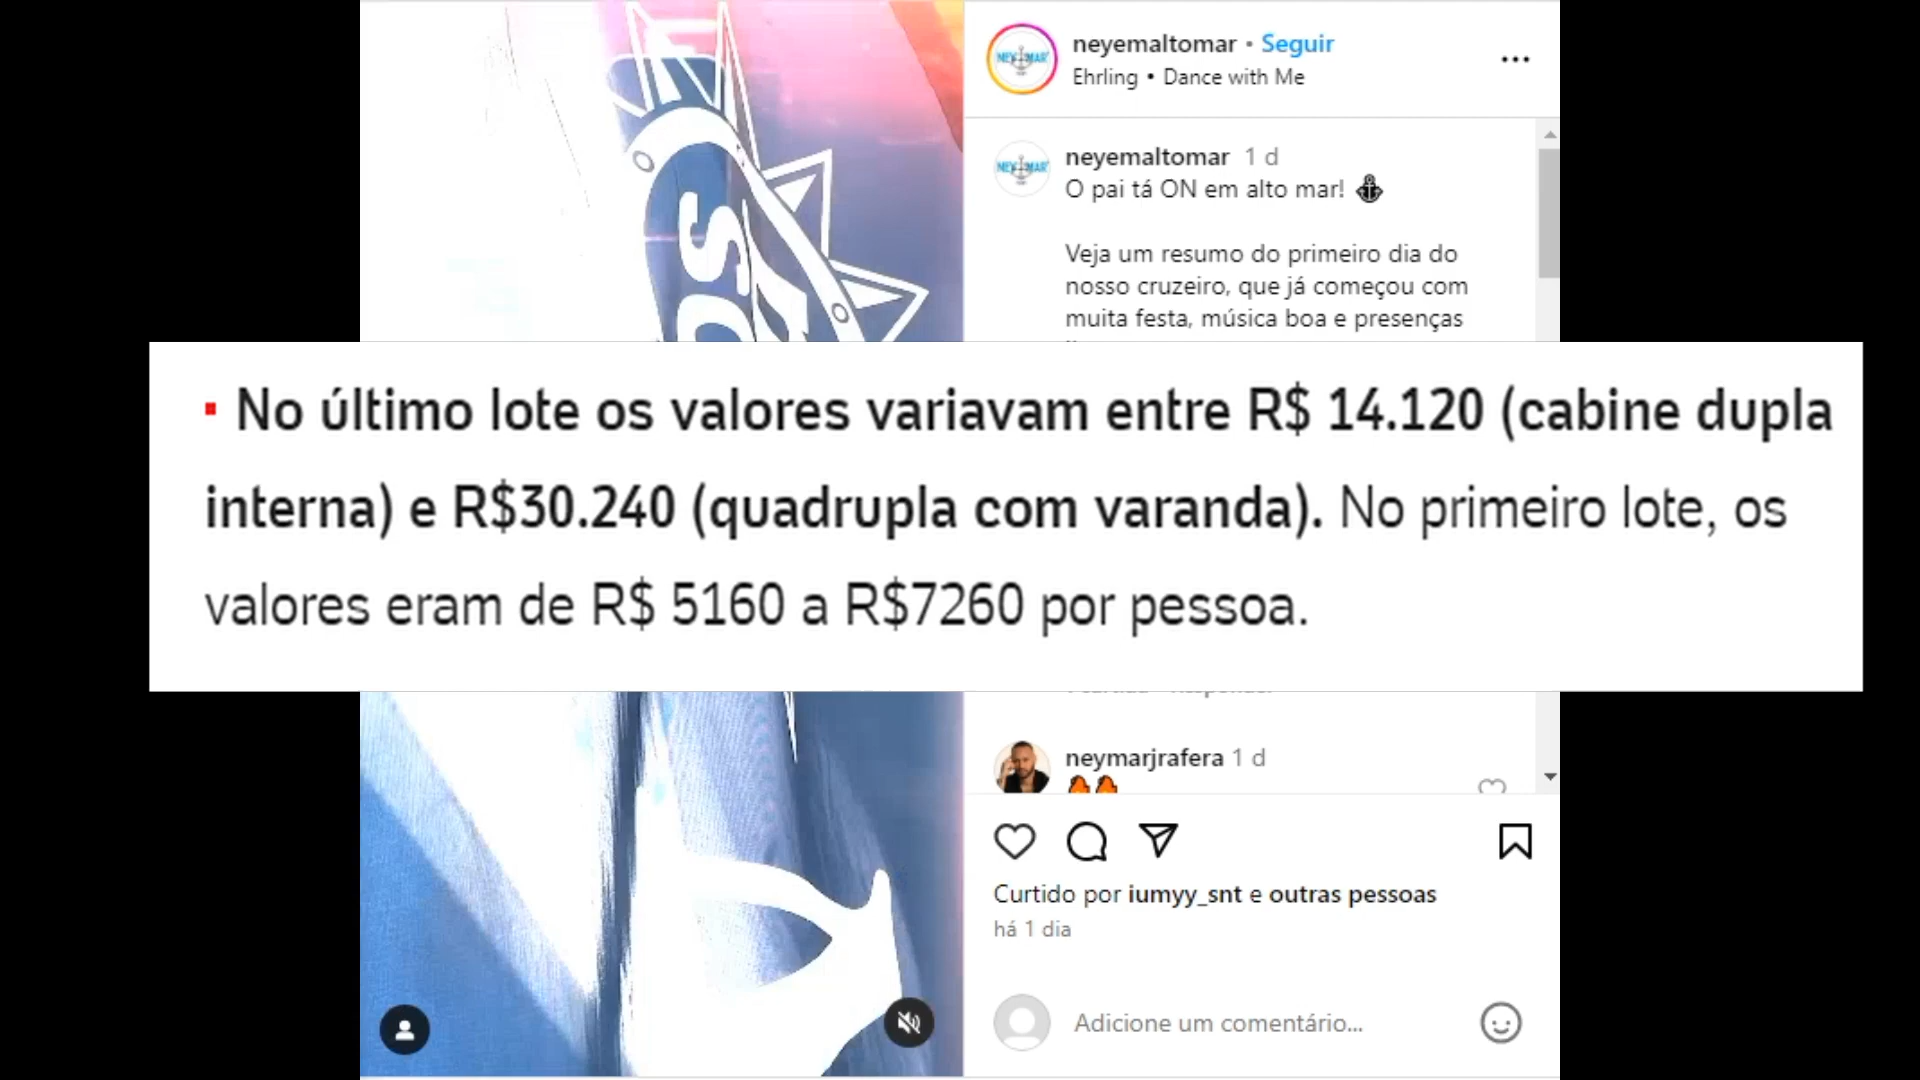 neyemaltomar • Seguir
Ehrling • Dance with Me
neyemaltomar 1 d
O pai tá ON em alto mar!
Veja um resumo do primeiro dia do
nosso cruzeiro, que já começou com
muita festa, música boa e presenças
▪ No último lote os valores variavam entre R$ 14.120 (cabine dupla
interna) e R$30.240 (quadrupla com varanda). No primeiro lote, os
valores eram de R$ 5160 a R$7260 por pessoa.
neymarjrafera 1 d
Curtido por iumyy_snt e outras pessoas
há 1 dia
Adicione um comentário...